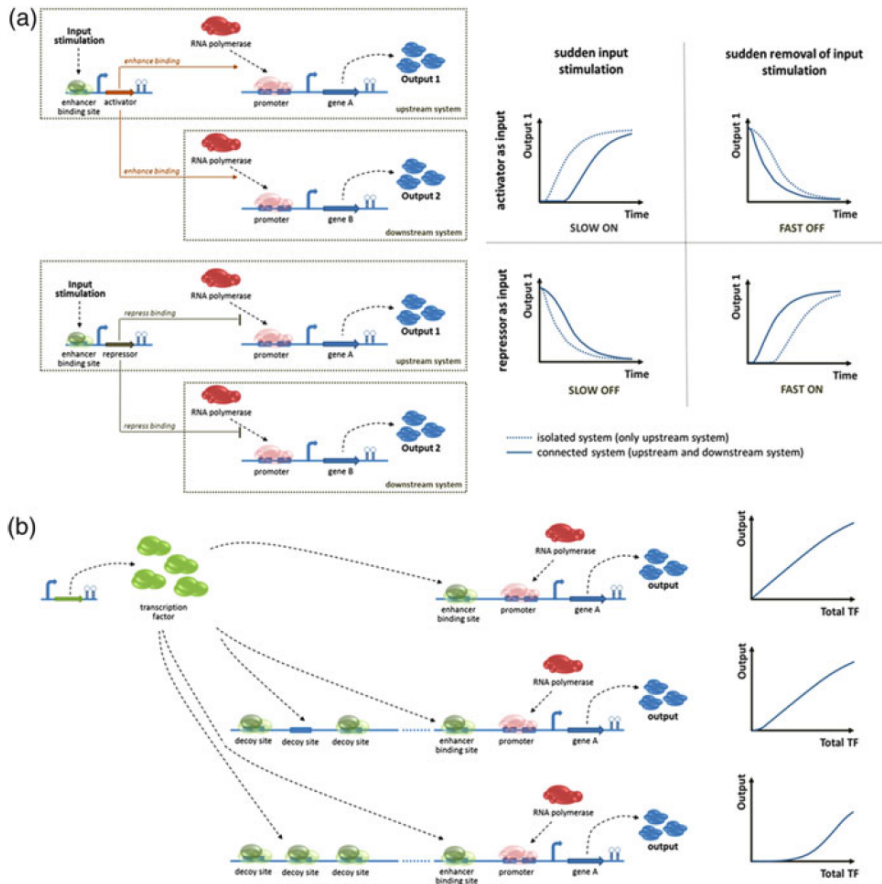 (a)
Input
stimulation
enhance binding
RNA polymerase
enhancer
binding site
activator
promoter
gene A
Output 1
upstream system
enhance binding
RNA polymerase
promoter
gene B
Output 2
downstream system
Input
stimulation
repress binding
RNA polymerase
enhancer
binding site
repressor
promoter
gene A
Output 1
upstream system
repress binding
RNA polymerase
promoter
gene B
Output 2
downstream system
sudden input
stimulation
sudden removal of input
stimulation
activator as input
Output 1
Time
SLOW ON
Output 1
Time
FAST OFF
repressor as input
Output 1
Time
SLOW OFF
Output 1
Time
FAST ON
isolated system (only upstream system)
connected system (upstream and downstream system)
(b)
transcription
factor
RNA polymerase
enhancer
binding site
promoter
gene A
output
Output
Total TF
RNA polymerase
decoy site
decoy site
decoy site
enhancer
binding site
promoter
gene A
output
Output
Total TF
RNA polymerase
decoy site
decoy site
decoy site
enhancer
binding site
promoter
gene A
output
Output
Total TF